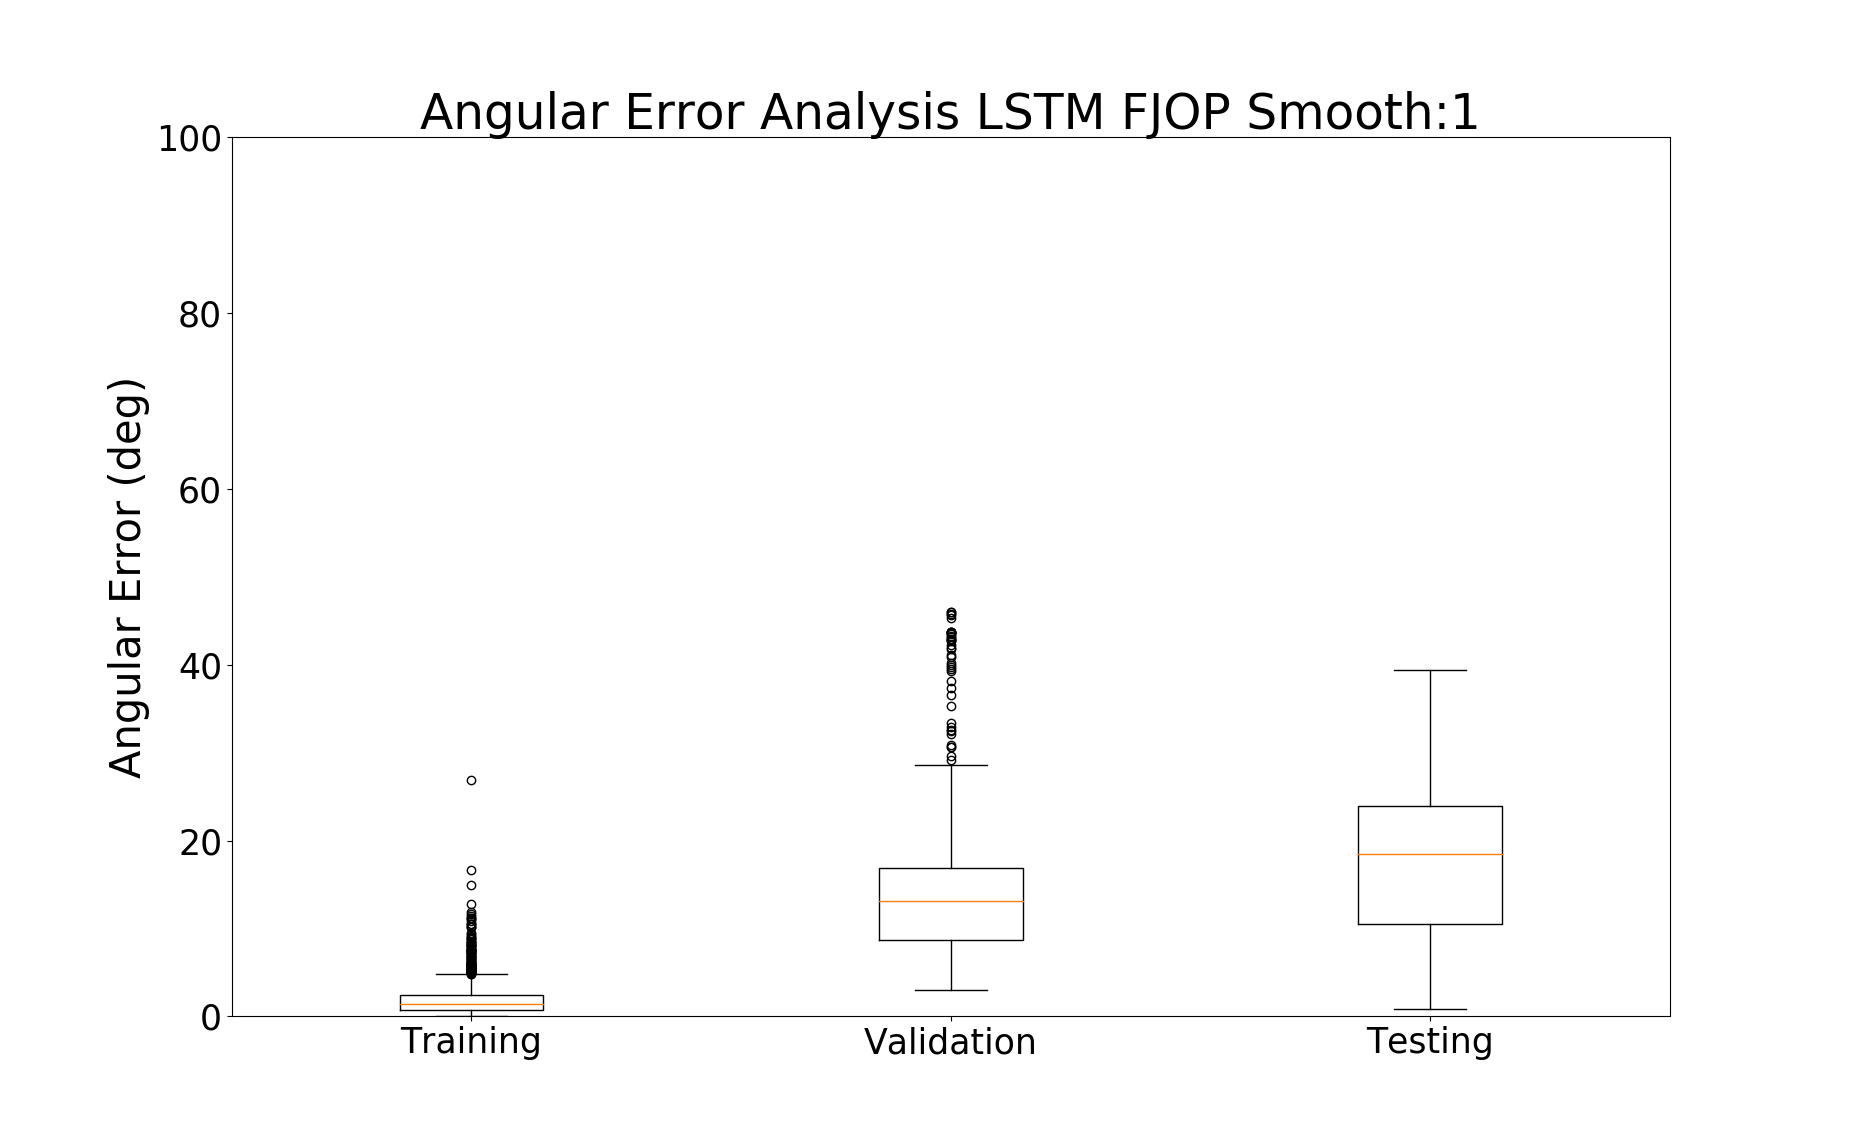 Angular Error Analysis LSTM FJOP Smooth:1
Angular Error (deg)
100
80
60
40
20
0
Training
Validation
Testing